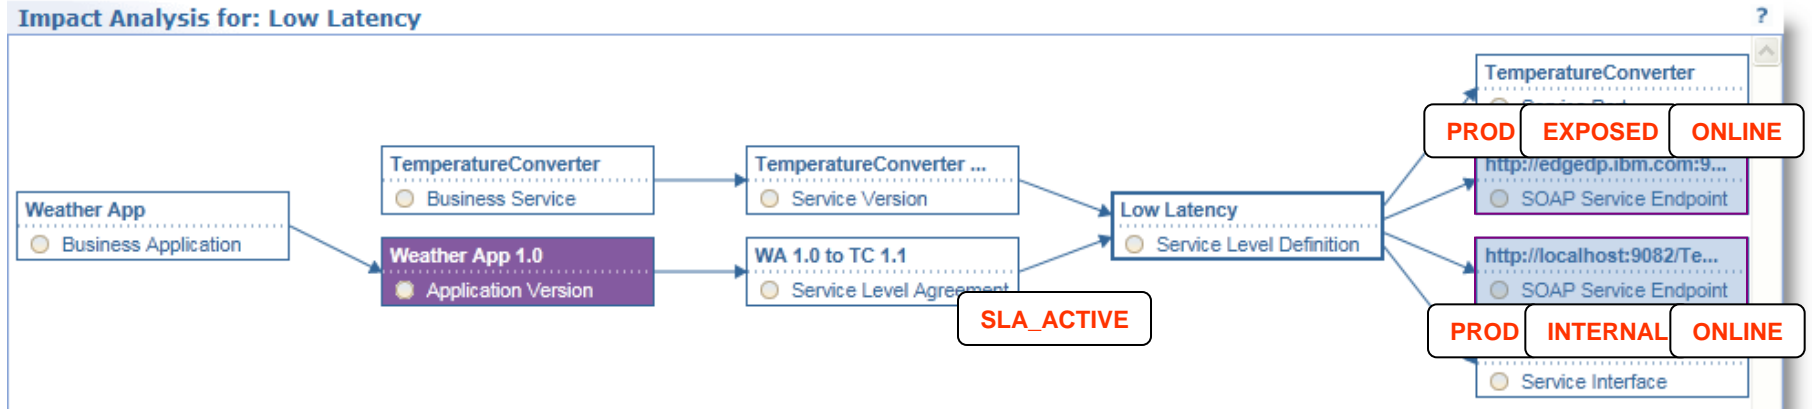 Impact Analysis for: Low Latency
?
Weather App
Business Application
TemperatureConverter
Business Service
Weather App 1.0
Application Version
TemperatureConverter ...
Service Version
WA 1.0 to TC 1.1
Service Level Agreement
SLA_ACTIVE
Low Latency
Service Level Definition
TemperatureConverter
PROD EXPOSED ONLINE
http://edgedp.ibm.com:9...
SOAP Service Endpoint
http://localhost:9082/Te...
SOAP Service Endpoint
PROD INTERNAL ONLINE
Service Interface